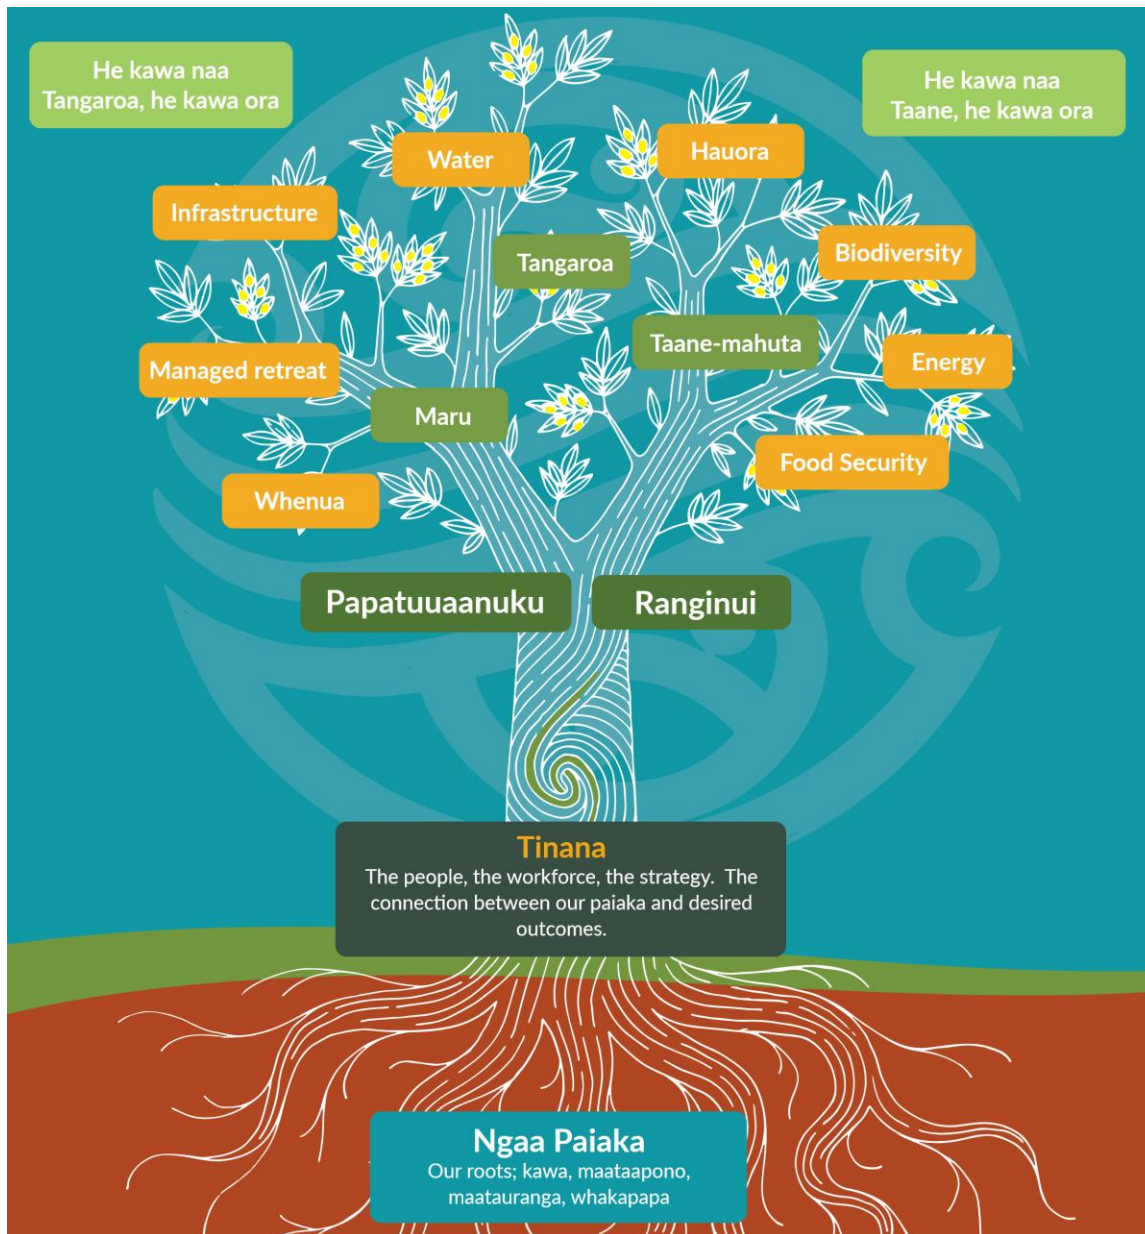 He kawa naa
Tangaroa, he kawa ora
He kawa naa
Taane, he kawa ora
Water
Hauora
Infrastructure
Tangaroa
Biodiversity
Managed retreat
Taane-mahuta
Energy
Maru
Food Security
Whenua
Papatuuaanuku
Ranginui
Tinana
The people, the workforce, the strategy. The
connection between our paiaka and desired
outcomes.
Ngaa Paiaka
Our roots; kawa, maataapono,
maatauranga, whakapapa